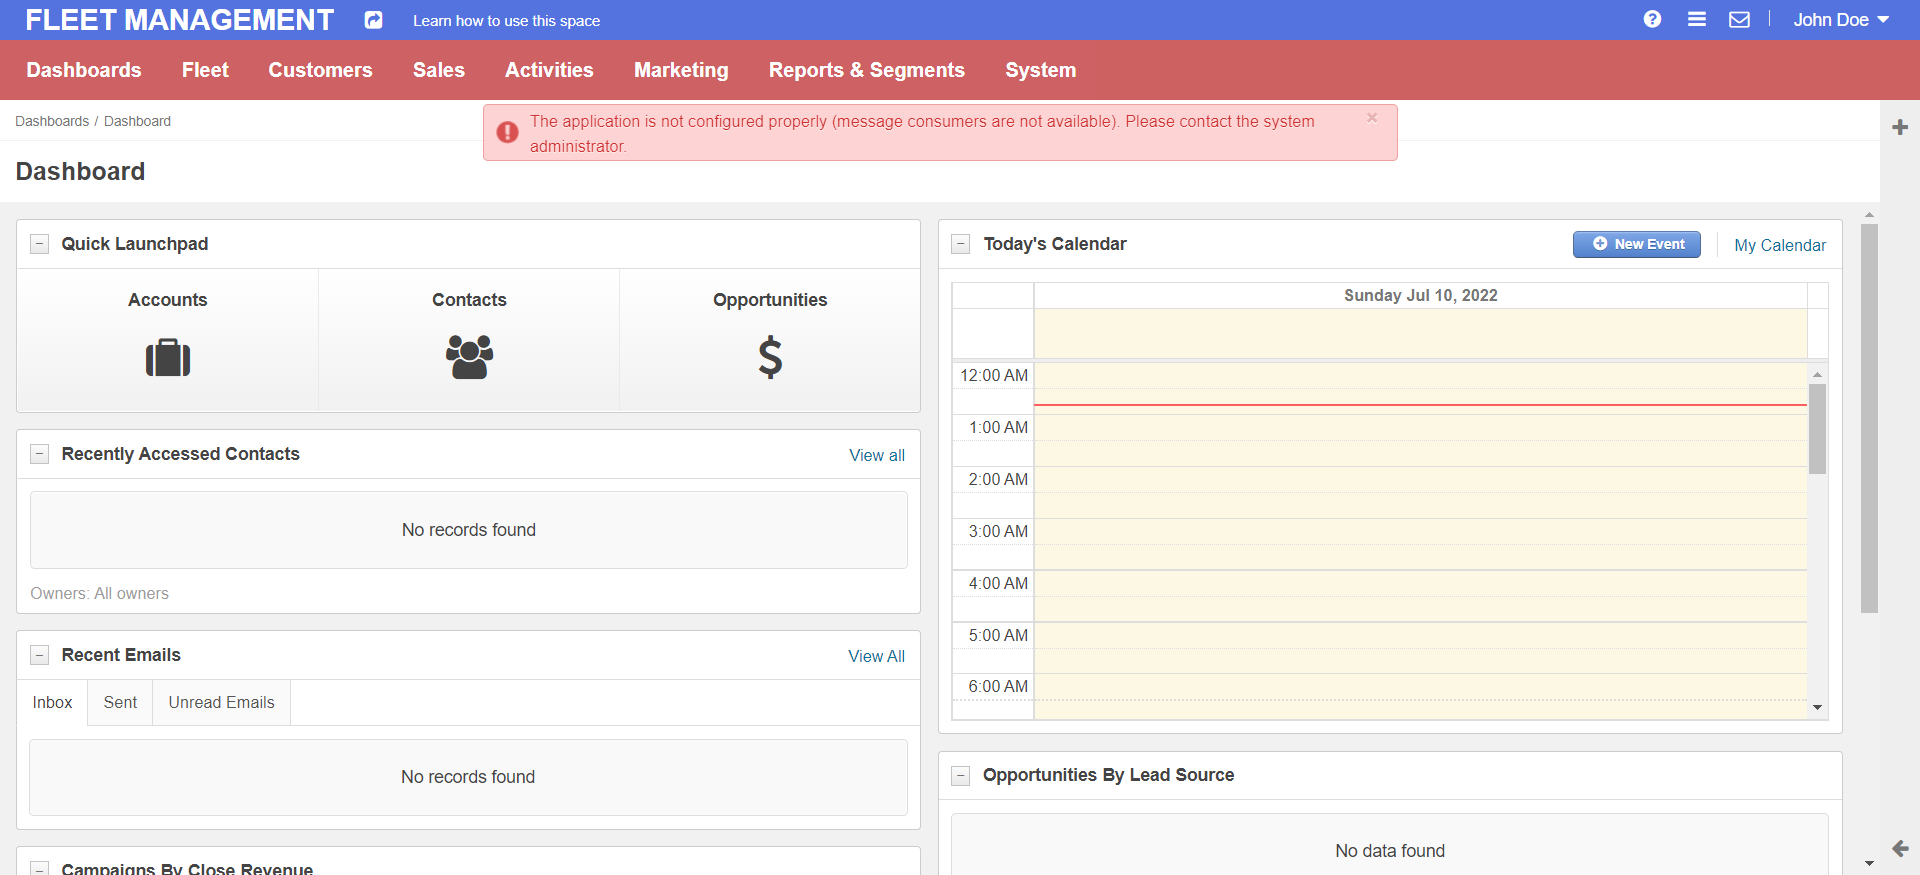 FLEET MANAGEMENT
Learn how to use this space
John Doe
Dashboards
Fleet
Customers
Sales
Activities
Marketing
Reports & Segments
System
Dashboards / Dashboard
The application is not configured properly (message consumers are not available). Please contact the system
administrator.
×
Dashboard
Quick Launchpad
Accounts
Contacts
Opportunities
$
Recently Accessed Contacts
View all
No records found
Owners: All owners
Recent Emails
View All
Inbox
Sent
Unread Emails
No records found
Campaigns By Close Revenue
Today's Calendar
New Event
My Calendar
Sunday Jul 10, 2022
12:00 AM
1:00 AM
2:00 AM
3:00 AM
4:00 AM
5:00 AM
6:00 AM
Opportunities By Lead Source
No data found